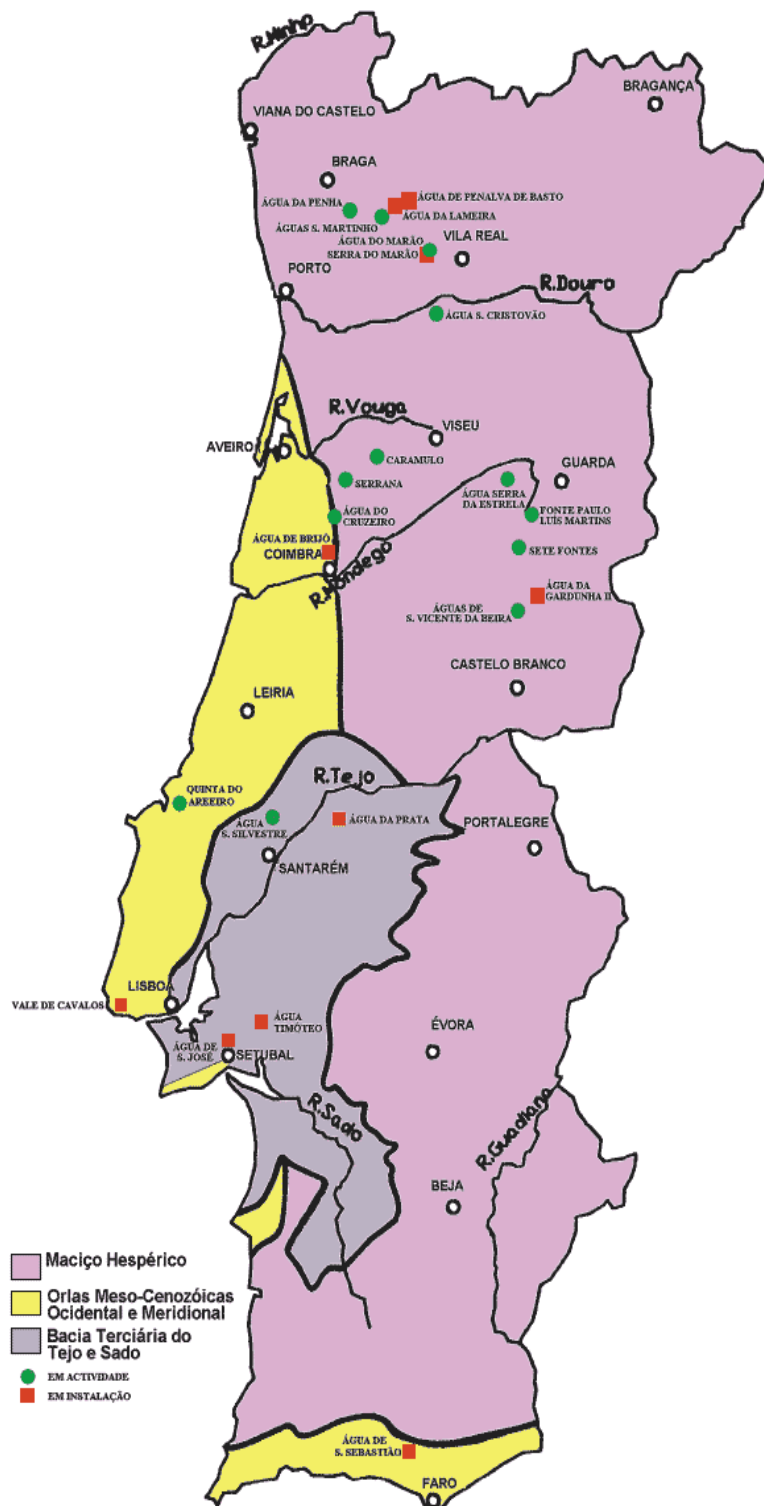 R.Minho
BRAGANÇA
VIANA DO CASTELO
BRAGA
ÁGUA DA PENHA
ÁGUA DE PENALVA DE BASTO
ÁGUAS S. MARTINHO
ÁGUA DA LAMEIRA
ÁGUA DO MARÃO
SERRA DO MARÃO
VILA REAL
PORTO
R.Douro
ÁGUA S. CRISTOVÃO
R.Vouga
VISEU
AVEIRO
CARAMULO
SERRANA
ÁGUA SERRA
DA ESTRELA
GUARDA
ÁGUA DO
CRUZEIRO
FONTE PAULO
LUÍS MARTINS
ÁGUA DE BRIJÓ
COIMBRA
R.Mondego
SETE FONTES
ÁGUA DA
GARDUNHA II
ÁGUAS DE
S. VICENTE DA BEIRA
CASTELO BRANCO
LEIRIA
R.Tejo
QUINTA DO
AREEIRO
ÁGUA
S. SILVESTRE
ÁGUA DA PRATA
PORTALEGRE
SANTARÉM
LISBOA
VALE DE CAVALOS
ÁGUA
TIMÓTEO
ÁGUA DE
S. JOSÉ
SETUBAL
ÉVORA
R.Sado
R.Guadiana
BEJA
Maciço Hespérico
Orlas Meso-Cenozóicas
Ocidental e Meridional
Bacia Terciária do
Tejo e Sado
EM ACTIVIDADE
EM INSTALAÇÃO
ÁGUA DE
S. SEBASTIÃO
FARO